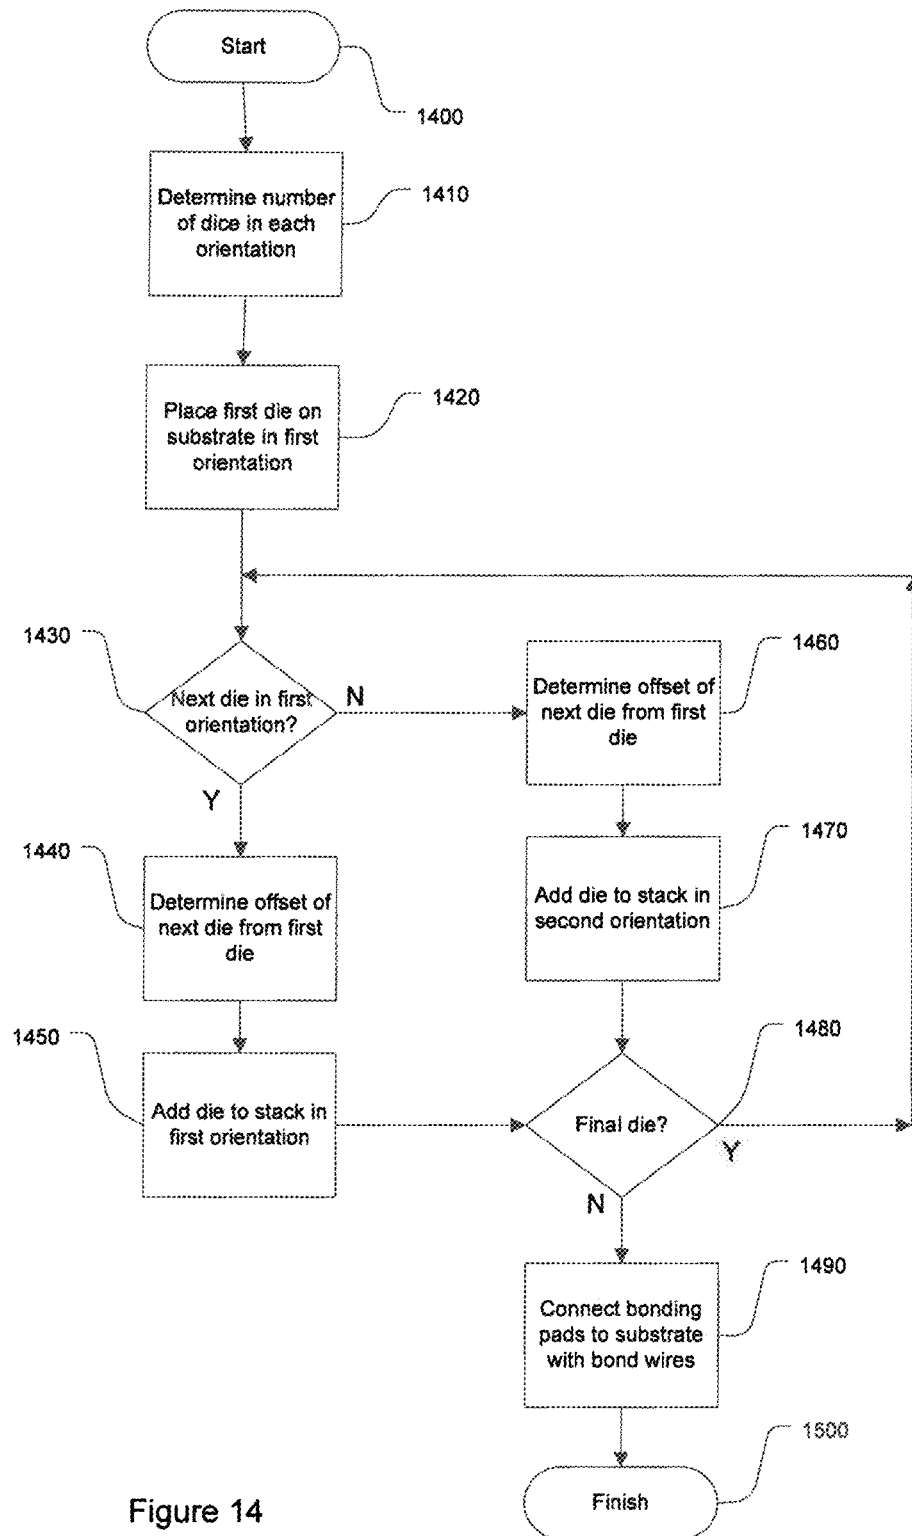 Start
1400
Determine number
of dice in each
orientation
1410
Place first die on
substrate in first
orientation
1420
1430
Next die in first
orientation?
N
Y
1460
Determine offset of
next die from first
die
1440
Determine offset of
next die from first
die
1470
Add die to stack in
second orientation
1450
Add die to stack in
first orientation
1480
Final die?
Y
N
1490
Connect bonding
pads to substrate
with bond wires
1500
Finish
Figure 14